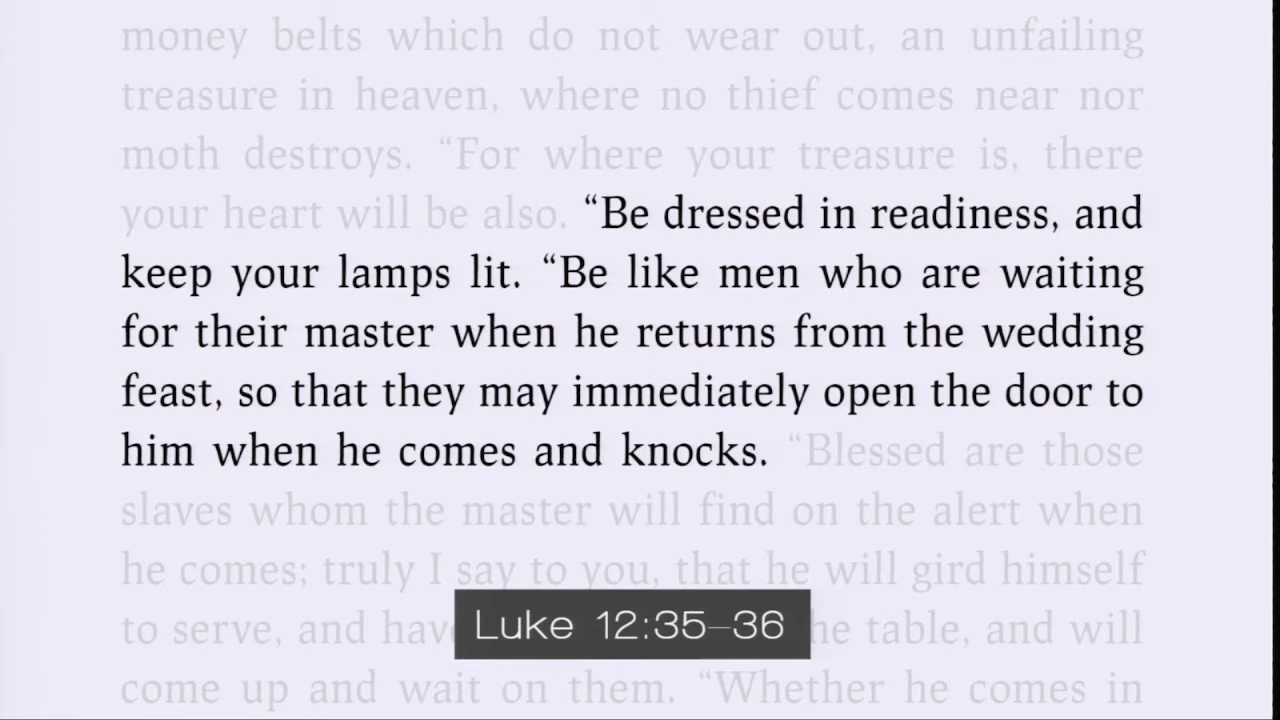 money belts which do not wear out, an unfailing
treasure in heaven, where no thief comes near nor
moth destroys. “For where your treasure is, there
your heart will be also. “Be dressed in readiness, and
keep your lamps lit. “Be like men who are waiting
for their master when he returns from the wedding
feast, so that they may immediately open the door to
him when he comes and knocks. “Blessed are those
slaves whom the master will find on the alert when
he comes; truly I say to you, that he will gird himself
to serve, and table, and will
Luke 12:35–36
come up and wait on them. “Whether he comes in